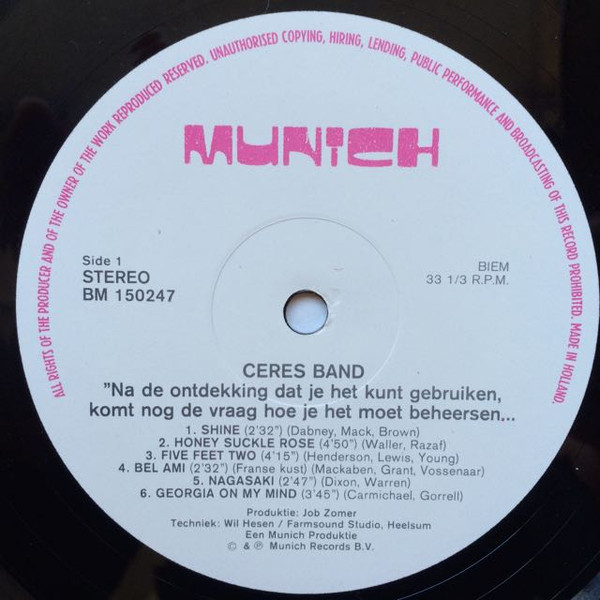 ALL RIGHTS OF THE PRODUCER AND OF THE OWNER OF THE WORK REPRODUCED RESERVED. UNAUTHORISED COPYING, HIRING, LENDING, PUBLIC PERFORMANCE AND BROADCASTING OF THIS RECORD PROHIBITED. MADE IN HOLLAND.
MUNICH
Side 1
STEREO
BM 150247
BIEM
33 1/3 R.P.M.
CERES BAND
"Na de ontdekking dat je het kunt gebruiken,
komt nog de vraag hoe je het moet beheersen...
1. SHINE (2'32") (Dabney, Mack, Brown)
2. HONEY SUCKLE ROSE (4'50") (Waller, Razaf)
3. FIVE FEET TWO (4'15") (Henderson, Lewis, Young)
4. BEL AMI (2'32") (Franse kust) (Mackaben, Grant, Vossenaar)
5. NAGASAKI (2'47") (Dixon, Warren)
6. GEORGIA ON MY MIND (3'45") (Carmichael, Gorrell)
Produktie: Job Zomer
Techniek: Wil Hesen / Farmsound Studio, Heelsum
Een Munich Produktie
© & ℗ Munich Records B.V.